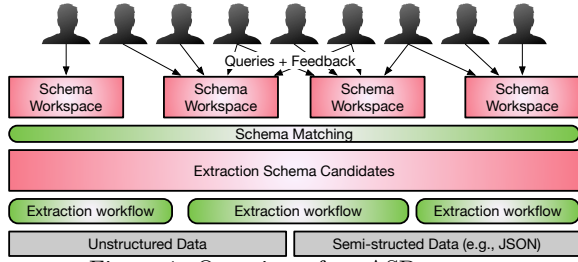 Queries + Feedback
Schema Workspace
Schema Workspace
Schema Workspace
Schema Workspace
Schema Matching
Extraction Schema Candidates
Extraction workflow
Extraction workflow
Extraction workflow
Unstructured Data
Semi-structed Data (e.g., JSON)